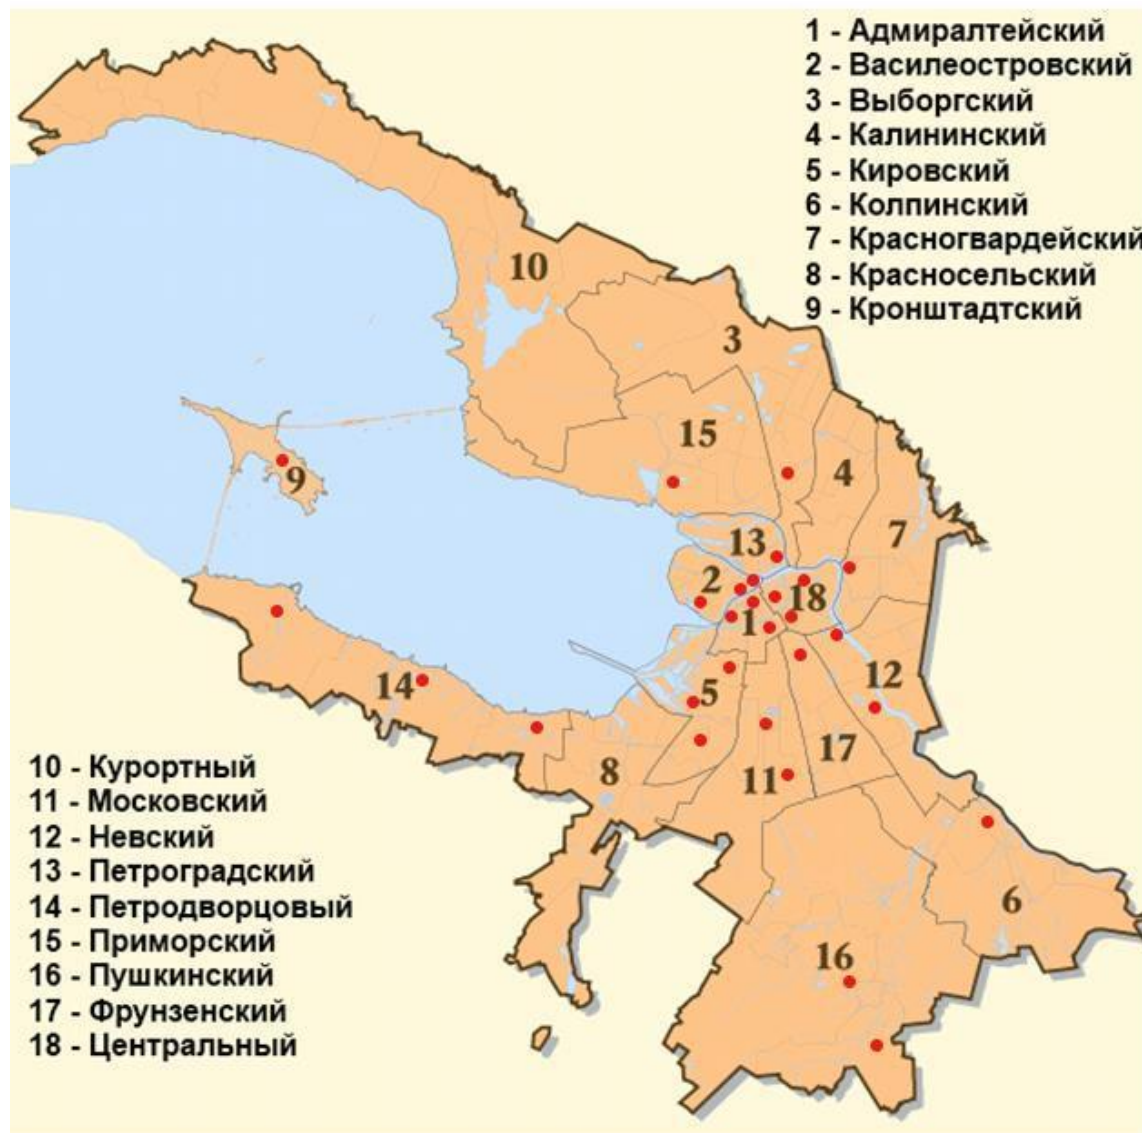 1 - Адмиралтейский
2 - Василеостровский
3 - Выборгский
4 - Калининский
5 - Кировский
6 - Колпинский
7 - Красногвардейский
8 - Красносельский
9 - Кронштадтский
10
3
15
4
9
7
13
2
18
1
12
14
5
17
8
11
6
16
10 - Курортный
11 - Московский
12 - Невский
13 - Петроградский
14 - Петродворцовый
15 - Приморский
16 - Пушкинский
17 - Фрунзенский
18 - Центральный